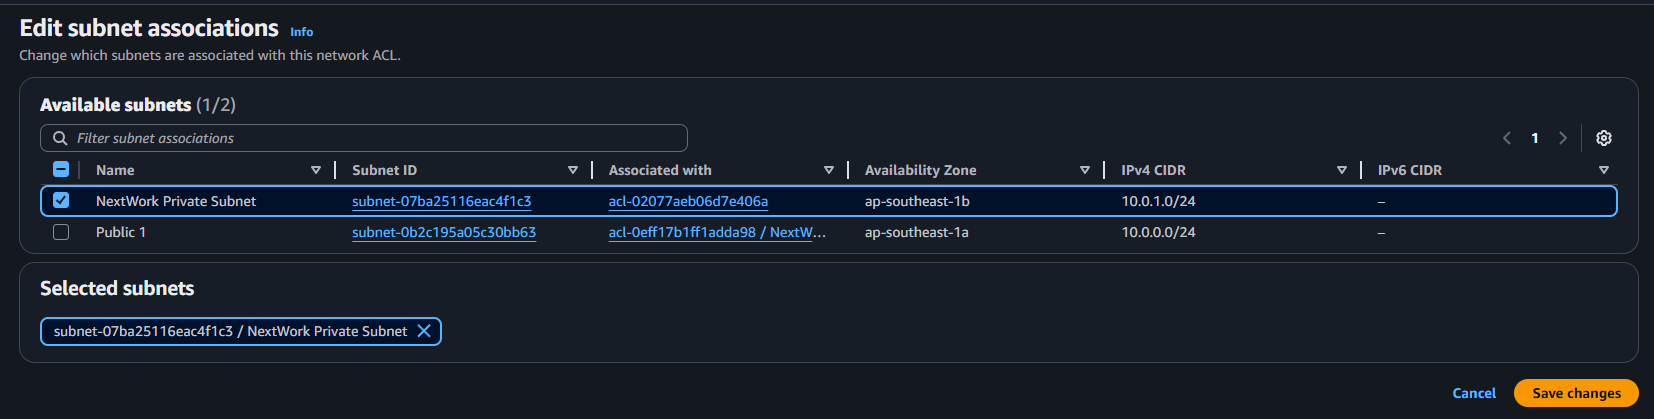 Edit subnet associations Info
Change which subnets are associated with this network ACL.
Available subnets (1/2)
Filter subnet associations
1
Name Subnet ID Associated with Availability Zone IPv4 CIDR IPv6 CIDR
NextWork Private Subnet subnet-07ba25116eac4f1c3 acl-02077aeb06d7e406a ap-southeast-1b 10.0.1.0/24 –
Public 1 subnet-0b2c195a05c30bb63 acl-0eff17b1ff1adda98 / NextW... ap-southeast-1a 10.0.0.0/24 –
Selected subnets
subnet-07ba25116eac4f1c3 / NextWork Private Subnet
Cancel Save changes